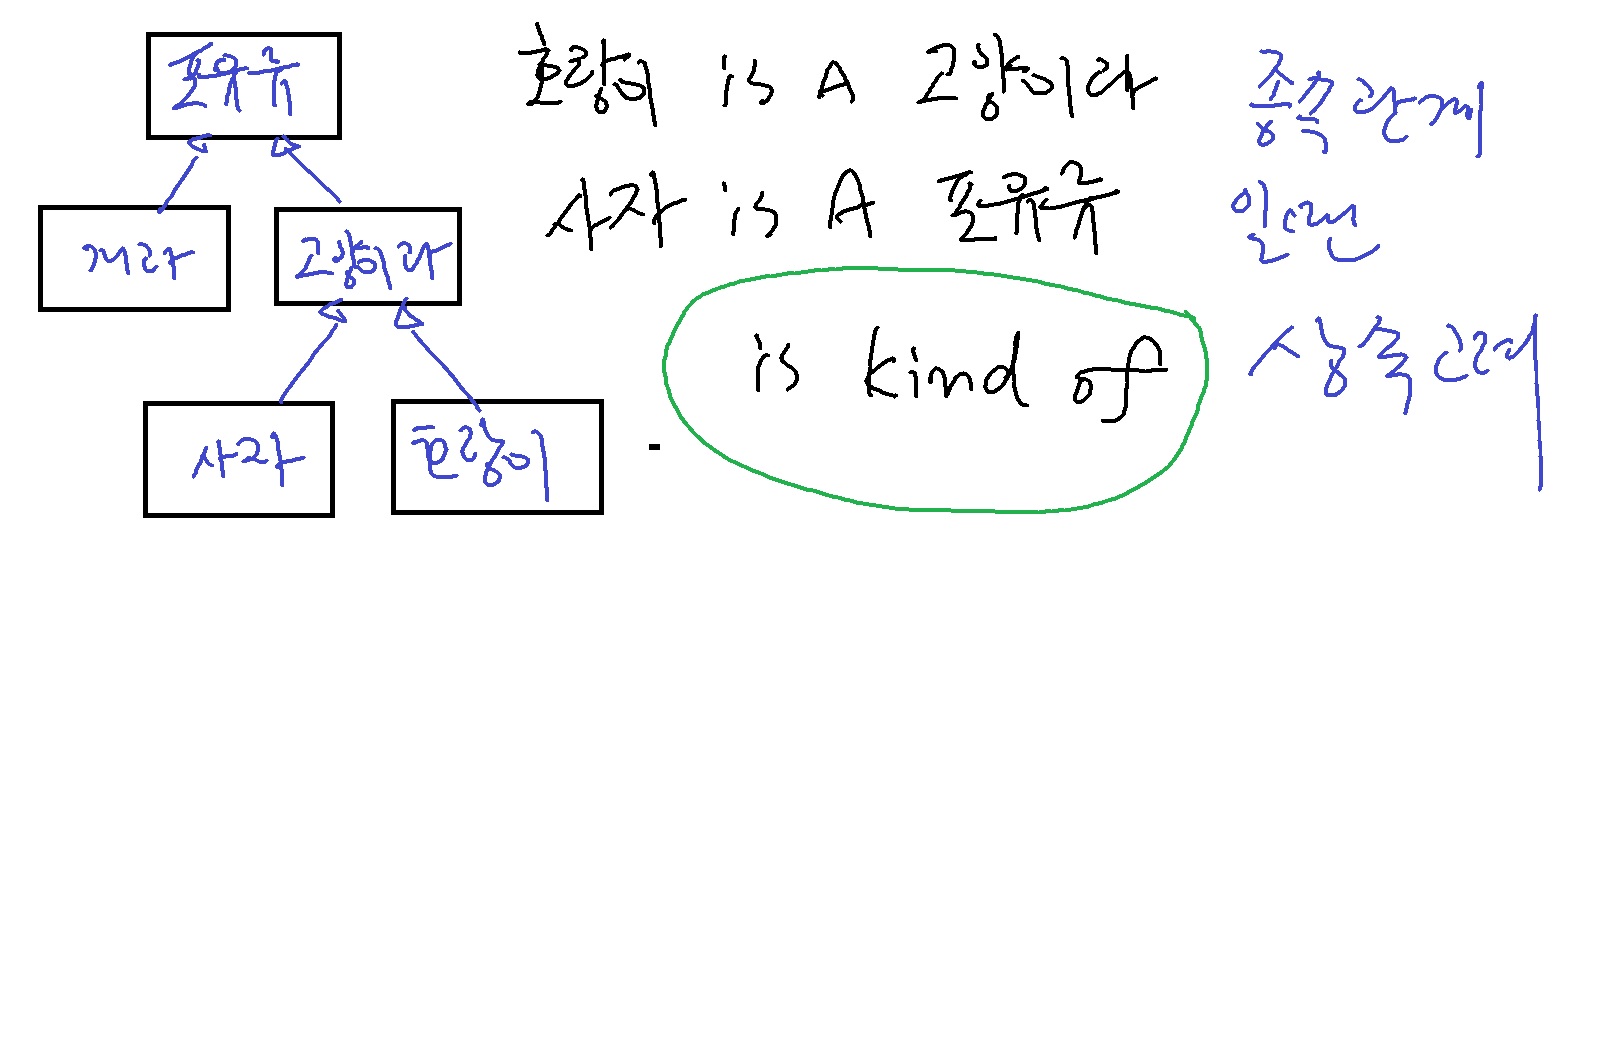 포유류
호랑이 is A 고양이과
종족관계
사자 is A 포유류
일 때만
개과
고양이과
is kind of
상속관계
사자
호랑이